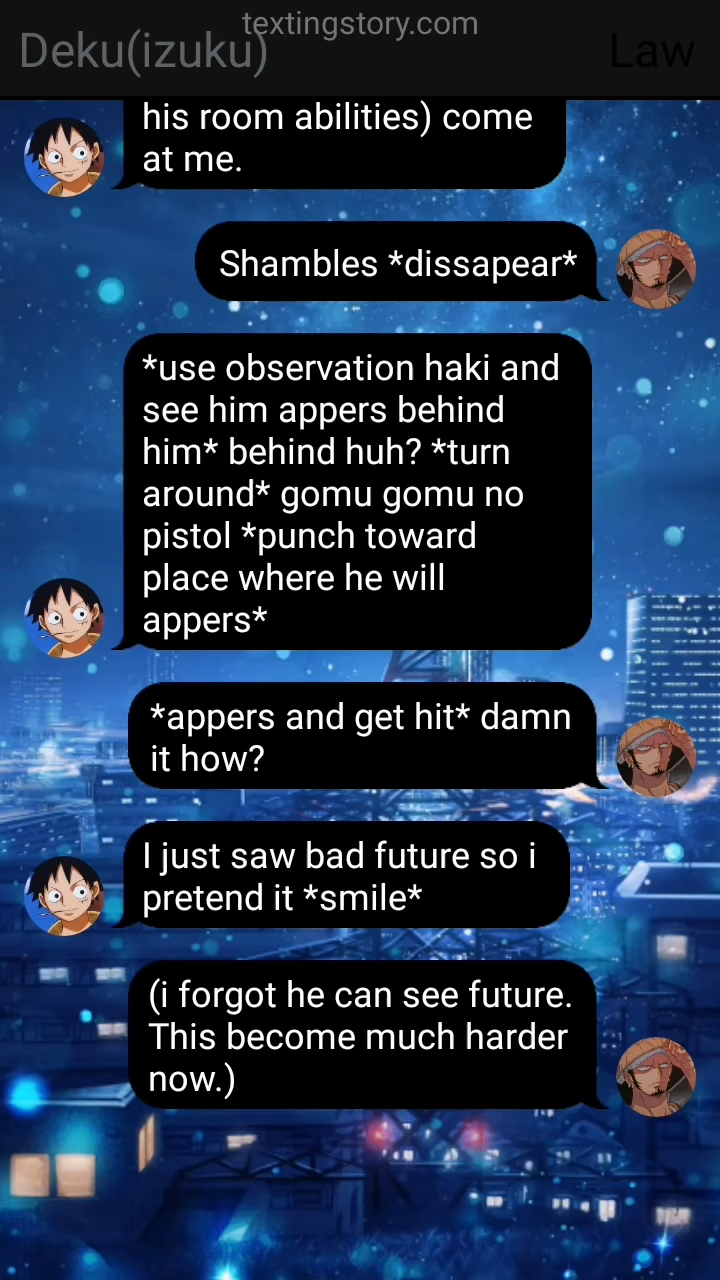 textingstory.com
Deku(izuku)
Law
his room abilities) come
at me.
Shambles *dissapear*
*use observation haki and
see him appers behind
him* behind huh? *turn
around* gomu gomu no
pistol *punch toward
place where he will
appers*
*appers and get hit* damn
it how?
I just saw bad future so i
pretend it *smile*
(i forgot he can see future.
This become much harder
now.)